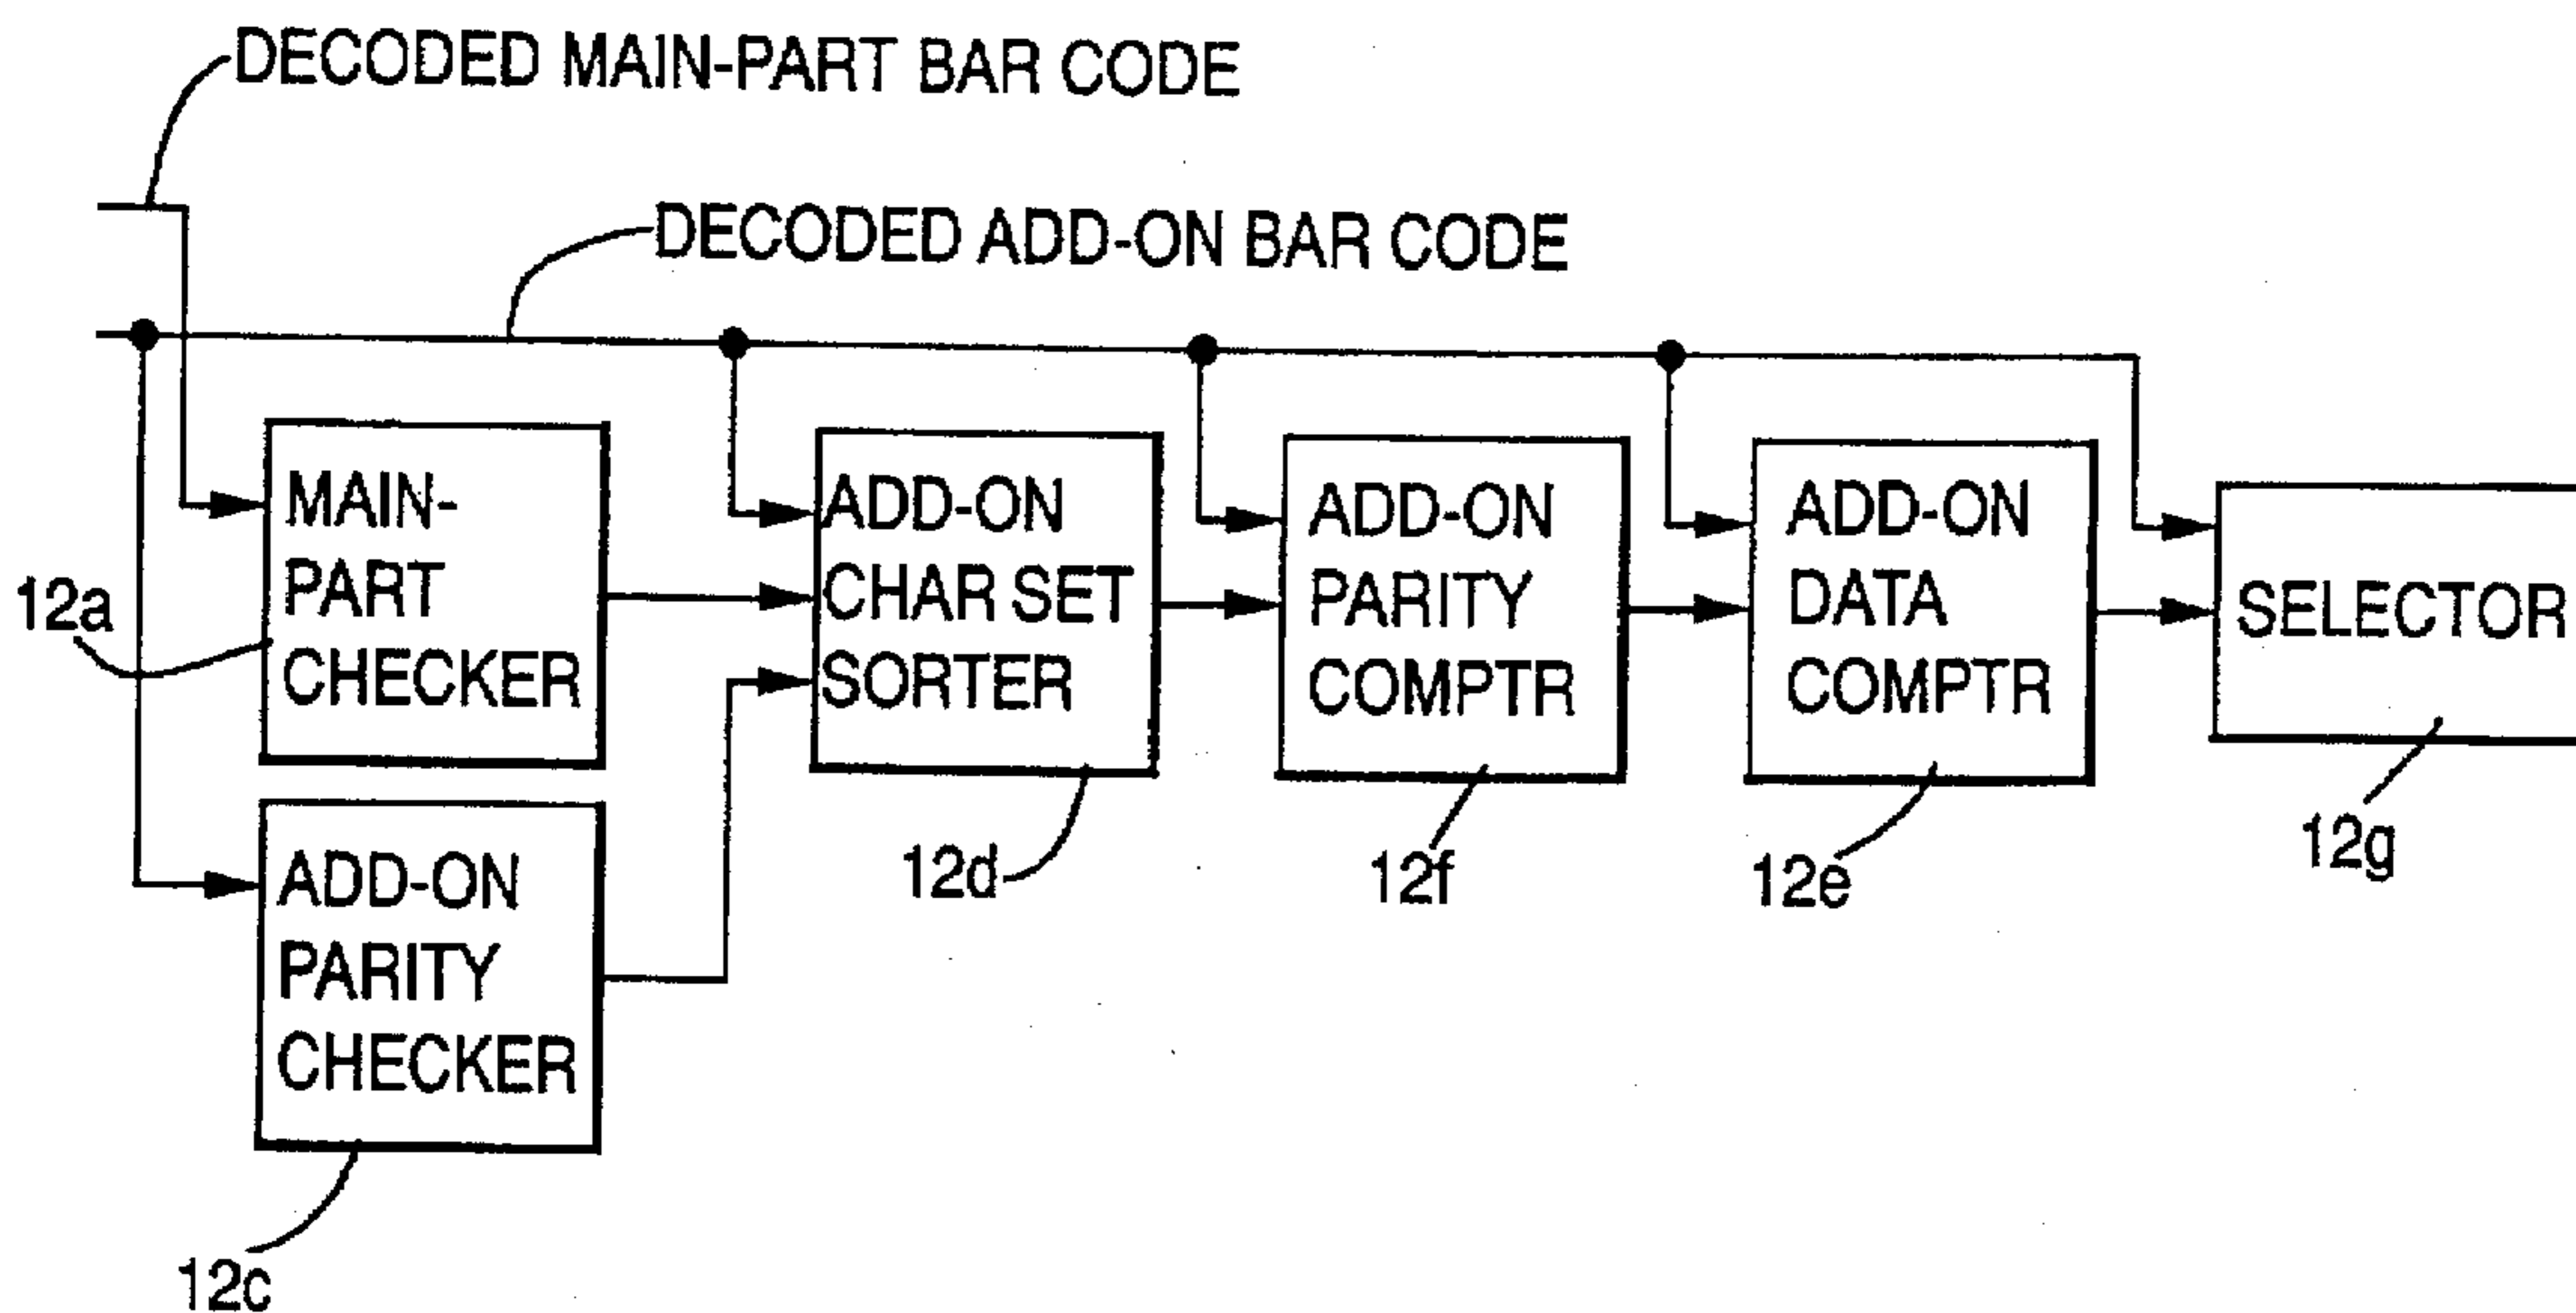 DECODED MAIN-PART BAR CODE
DECODED ADD-ON BAR CODE
12a
MAIN-
PART
CHECKER
ADD-ON
CHAR SET
SORTER
12d
ADD-ON
PARITY
COMPTR
12f
ADD-ON
DATA
COMPTR
12e
SELECTOR
12g
ADD-ON
PARITY
CHECKER
12c